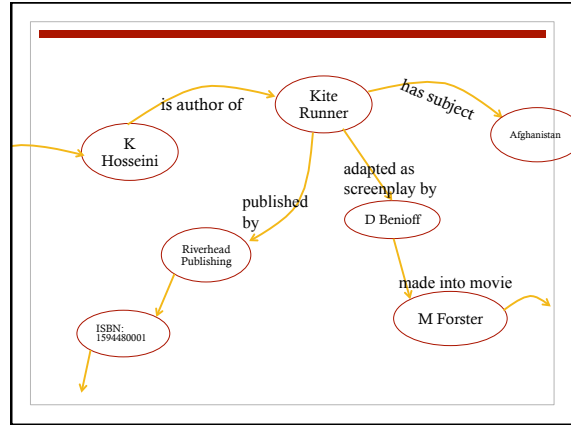 is author of
Kite
Runner
has subject
K
Hosseini
Afghanistan
adapted as
screenplay by
published
by
D Benioff
Riverhead
Publishing
made into movie
M Forster
ISBN:
1594480001